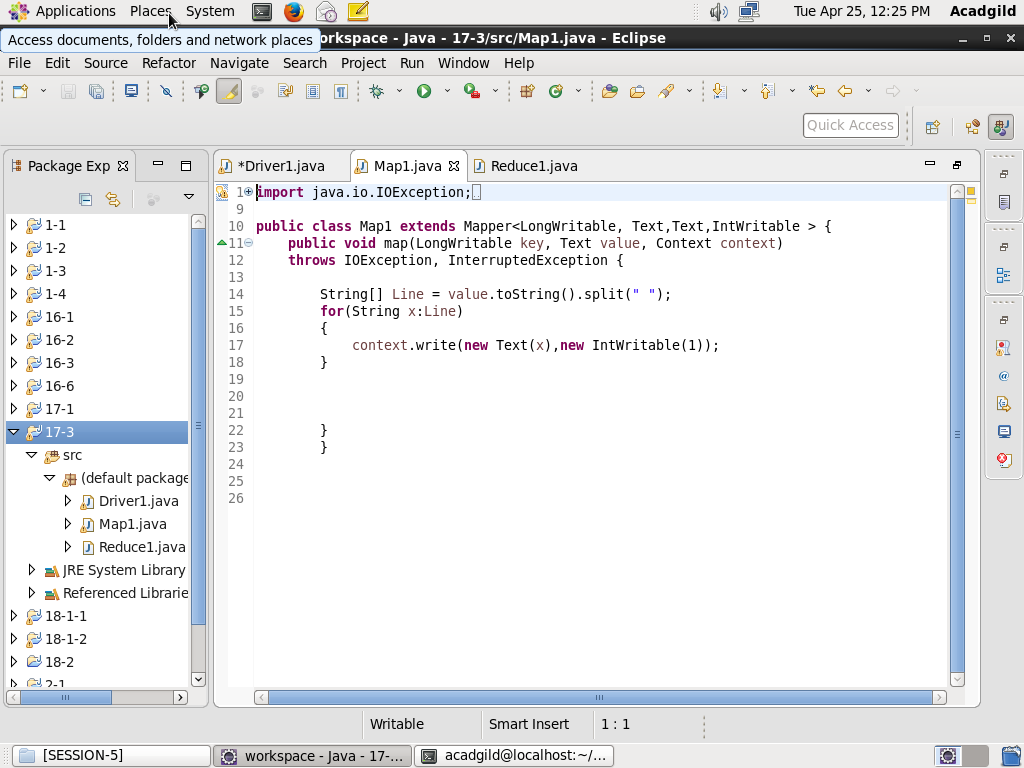 Applications Places System Tue Apr 25, 12:25 PM Acadgild
Access documents, folders and network places
orkspace - Java - 17-3/src/Map1.java - Eclipse
File Edit Source Refactor Navigate Search Project Run Window Help
Quick Access
Package Exp
*Driver1.java Map1.java Reduce1.java
1-1
1-2
1-3
1-4
16-1
16-2
16-3
16-6
17-1
17-3
src
(default package
Driver1.java
Map1.java
Reduce1.java
JRE System Library
Referenced Librarie
18-1-1
18-1-2
18-2
2-1
1 import java.io.IOException;
9
10 public class Map1 extends Mapper<LongWritable, Text,Text,IntWritable > {
11 public void map(LongWritable key, Text value, Context context)
12 throws IOException, InterruptedException {
13
14 String[] Line = value.toString().split(" ");
15 for(String x:Line)
16 {
17 context.write(new Text(x),new IntWritable(1));
18 }
19
20
21
22 }
23 }
24
25
26
Writable Smart Insert 1 : 1
[SESSION-5] workspace - Java - 17-... acadgild@localhost:~/...